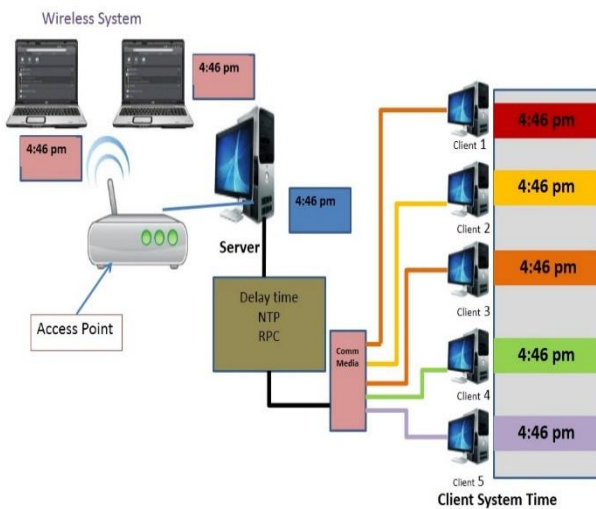 Wireless System
4:46 pm
4:46 pm
4:46 pm
Server
Access Point
Delay time
NTP
RPC
Comm
Media
Client 1
4:46 pm
Client 2
4:46 pm
Client 3
4:46 pm
Client 4
4:46 pm
Client 5
4:46 pm
Client System Time